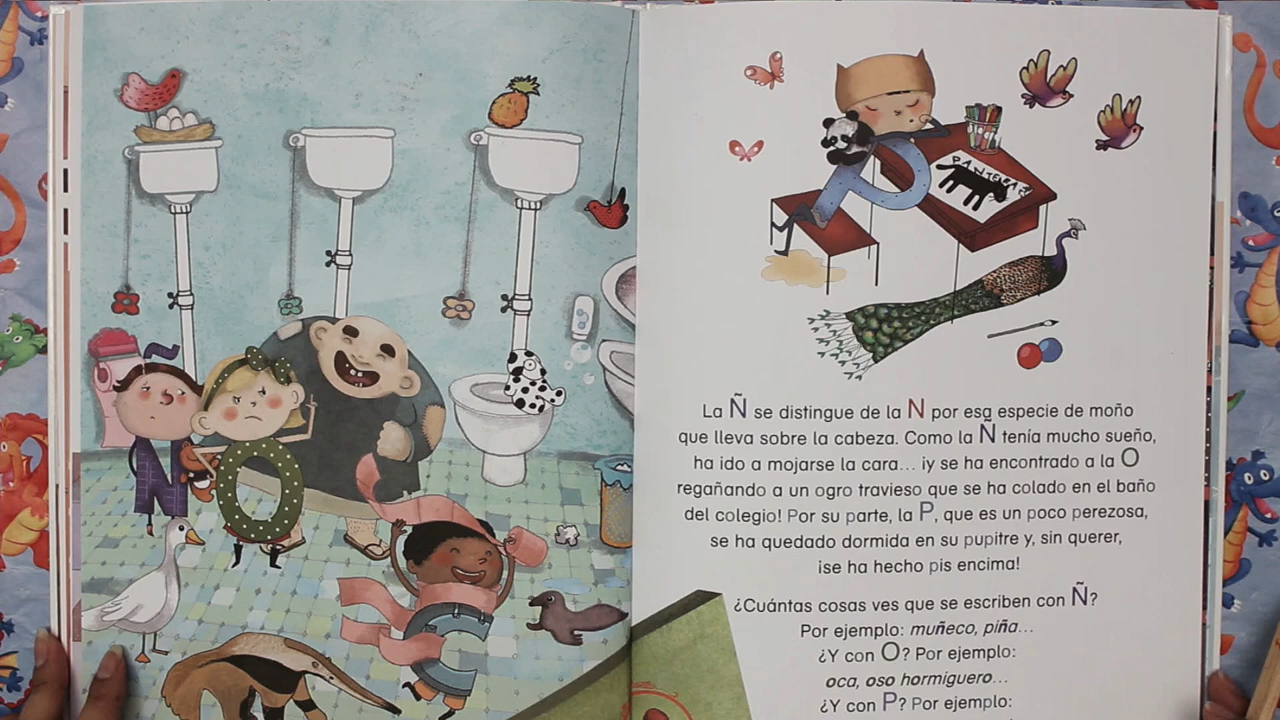 PANTERA
La Ñ se distingue de la N por esa especie de moño
que lleva sobre la cabeza. Como la Ñ tenía mucho sueño,
ha ido a mojarse la cara... ¡y se ha encontrado a la O
regañando a un ogro travieso que se ha colado en el baño
del colegio! Por su parte, la P, que es un poco perezosa,
se ha quedado dormida en su pupitre y, sin querer,
¡se ha hecho pis encima!
¿Cuántas cosas ves que se escriben con Ñ?
Por ejemplo: muñeco, piña...
¿Y con O? Por ejemplo:
oca, oso hormiguero...
¿Y con P? Por ejemplo: